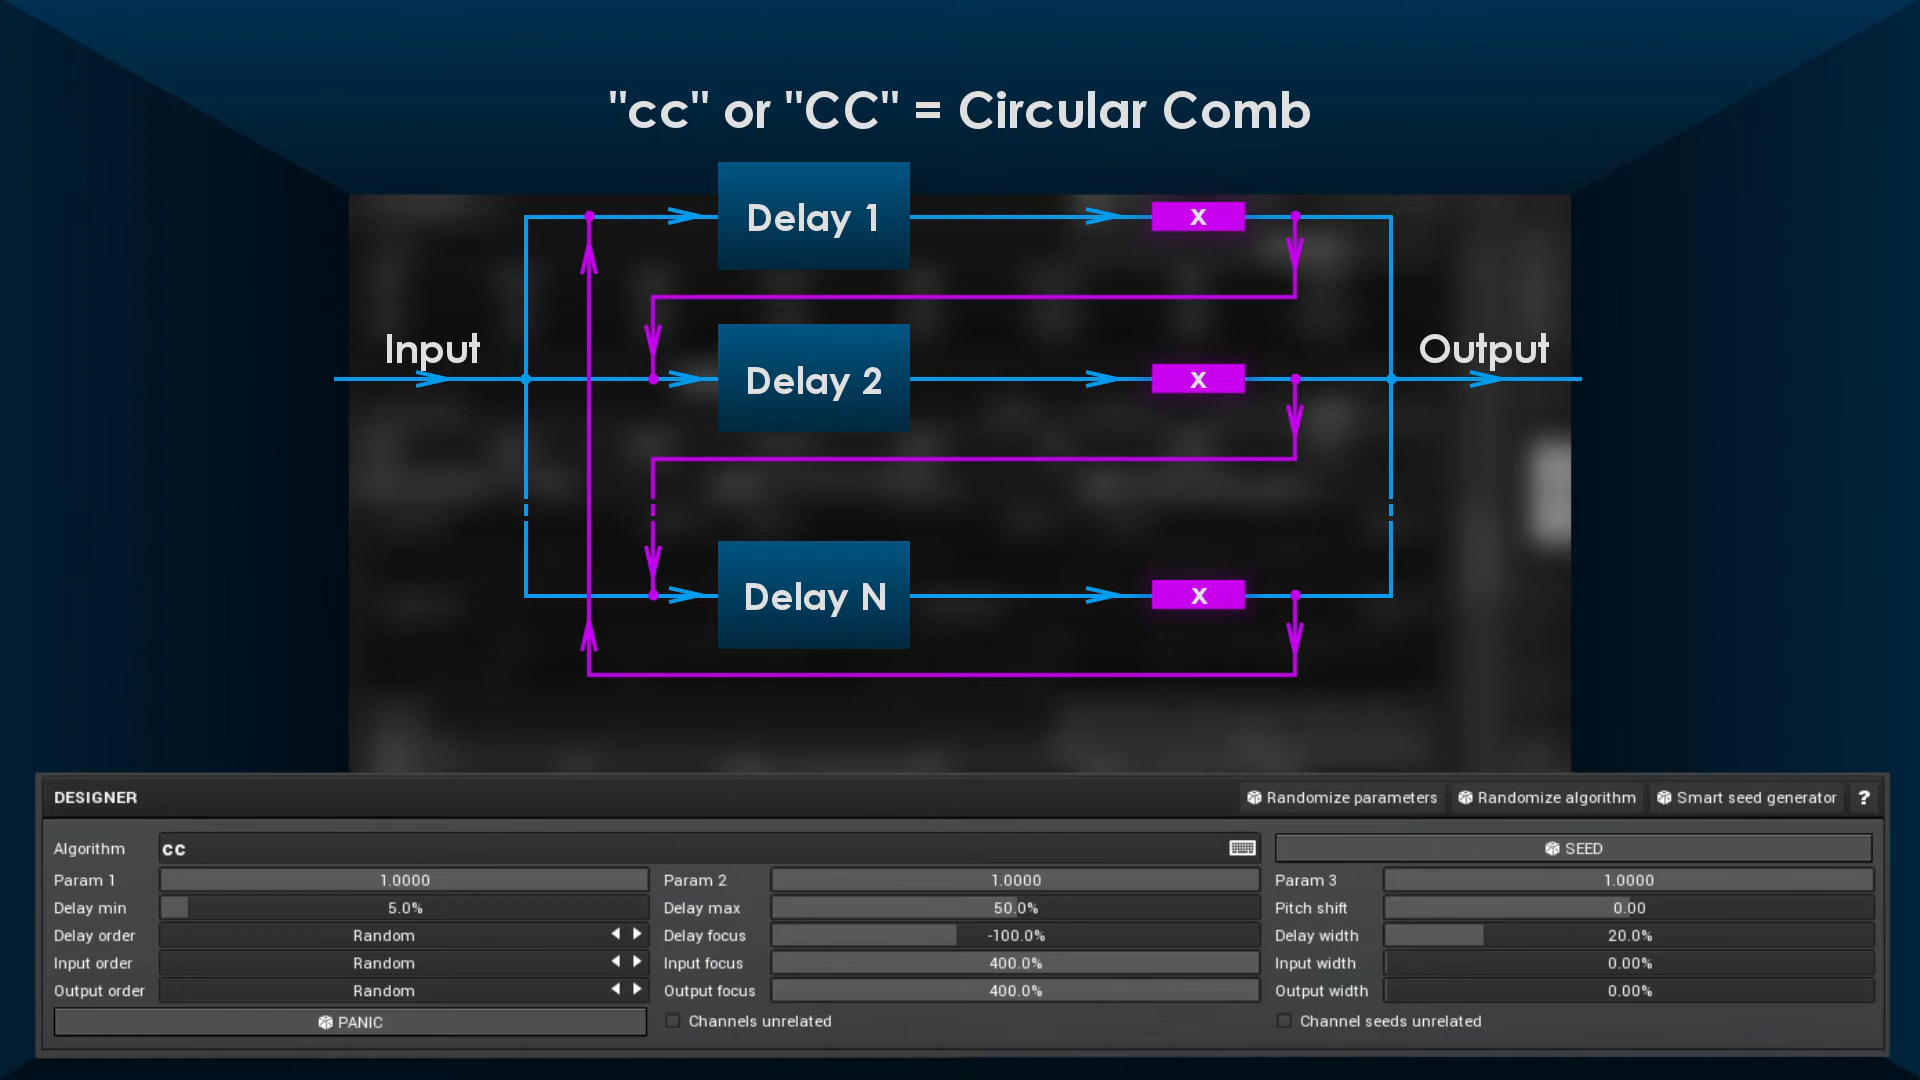 "cc" or "CC" = Circular Comb
Delay 1
x
Input
Delay 2
x
Output
Delay N
x
DESIGNER
Randomize parameters
Randomize algorithm
Smart seed generator
?
Algorithm
cc
SEED
Param 1
1.0000
Param 2
1.0000
Param 3
1.0000
Delay min
5.0%
Delay max
50.0%
Pitch shift
0.00
Delay order
Random
Delay focus
-100.0%
Delay width
20.0%
Input order
Random
Input focus
400.0%
Input width
0.00%
Output order
Random
Output focus
400.0%
Output width
0.00%
PANIC
Channels unrelated
Channel seeds unrelated